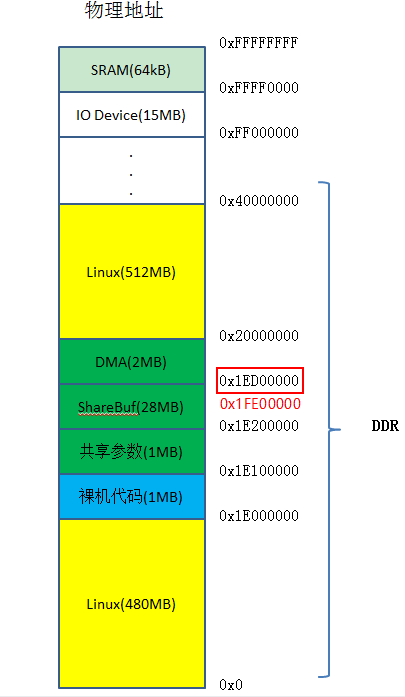 物理地址
0xFFFFFFFF
SRAM(64kB)
0xFFFF0000
IO Device(15MB)
0xFF000000
.
.
.
0x40000000
Linux(512MB)
0x20000000
DMA(2MB)
0x1ED00000
0x1FE00000
ShareBuf(28MB)
0x1E200000
DDR
共享参数(1MB)
0x1E100000
裸机代码(1MB)
0x1E000000
Linux(480MB)
0x0